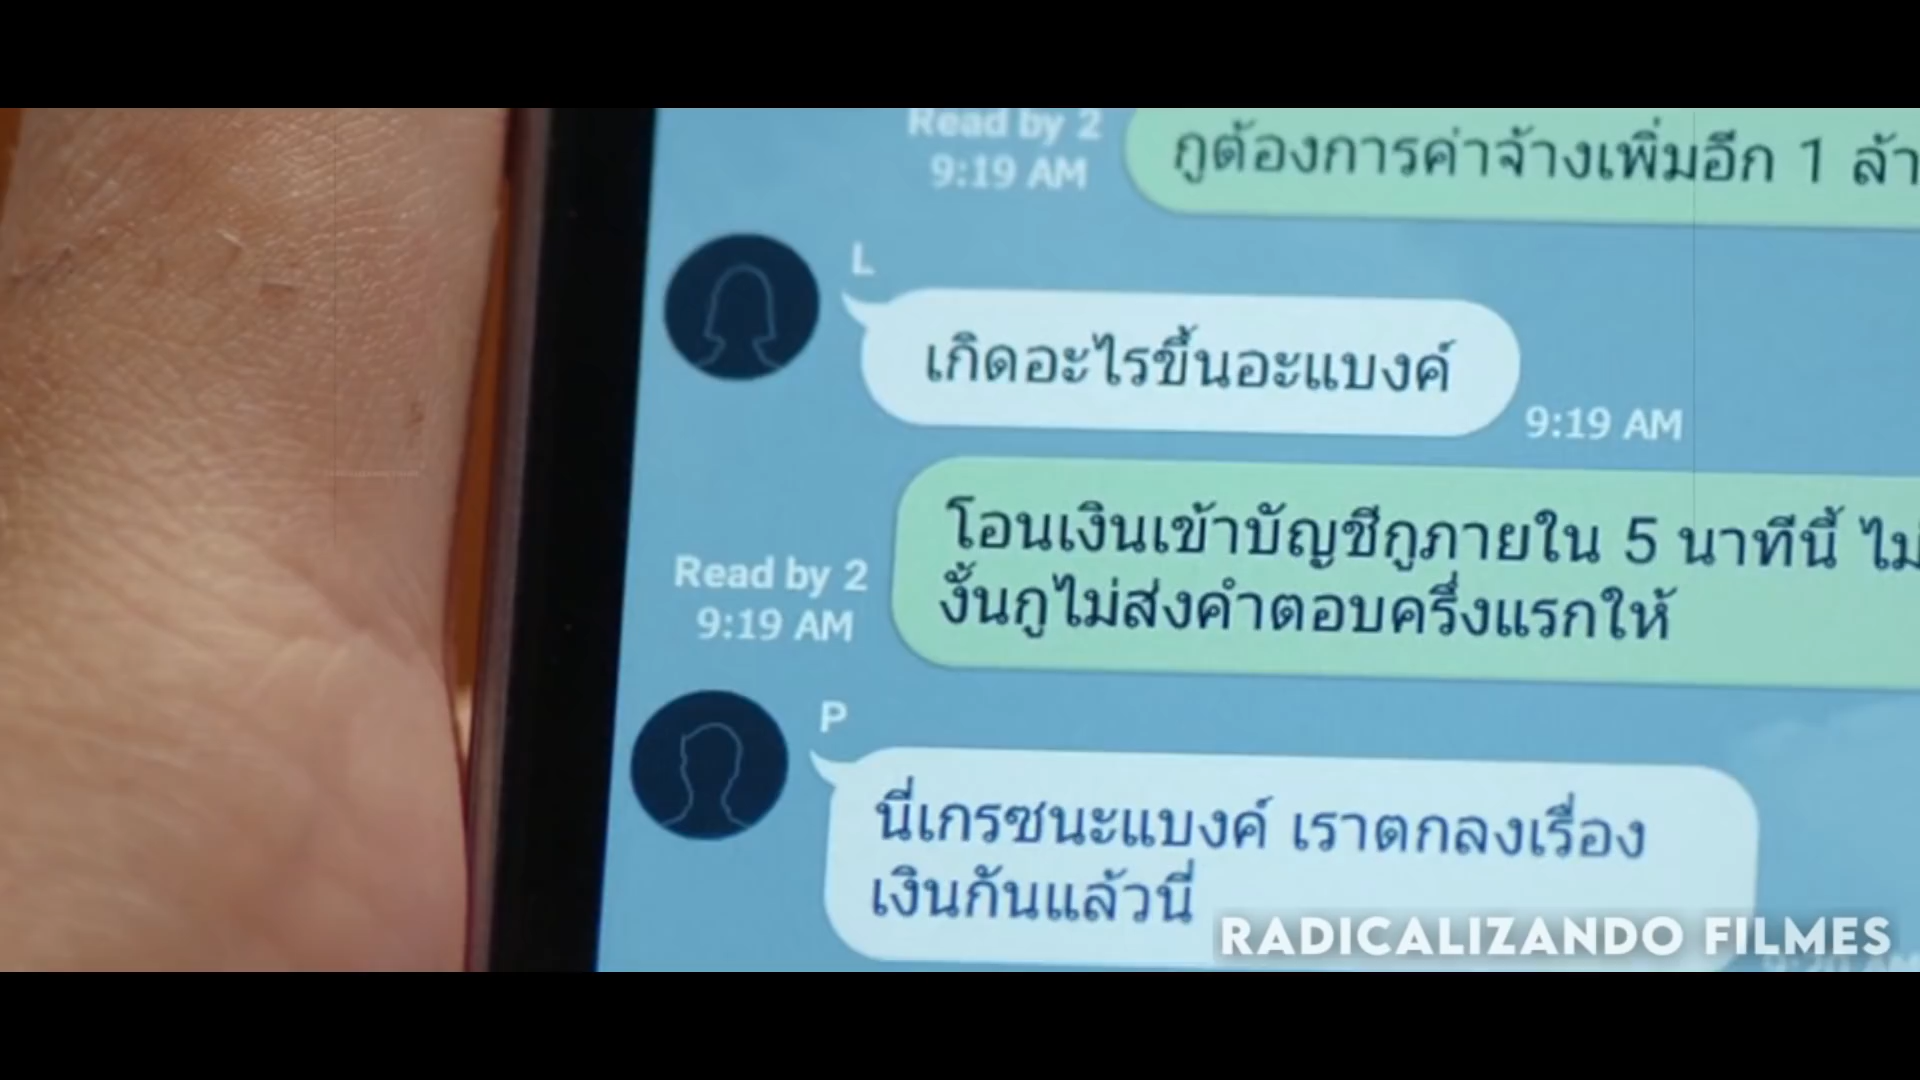 Read by 2
9:19 AM
กูต้องการค่าจ้างเพิ่มอีก 1 ล้า
L
เกิดอะไรขึ้นอะแบงค์
9:19 AM
โอนเงินเข้าบัญชีกูภายใน 5 นาทีนี้ ไม่
งั้นกูไม่ส่งคำตอบครึ่งแรกให้
Read by 2
9:19 AM
P
นี่เกรซนะแบงค์ เราตกลงเรื่อง
เงินกันแล้วนี่
RADICALIZANDO FILMES